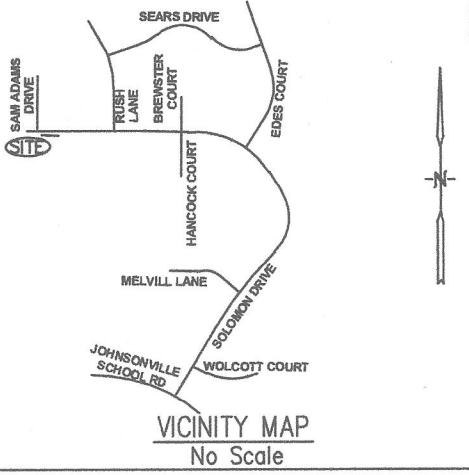 SEARS DRIVE
SAM ADAMS
DRIVE
RUSH
LANE
BREWSTER
COURT
EDES COURT
SITE
HANCOCK COURT
N
MELVILL LANE
SOLOMON DRIVE
JOHNSONVILLE
SCHOOL RD
WOLCOTT COURT
VICINITY MAP
No Scale